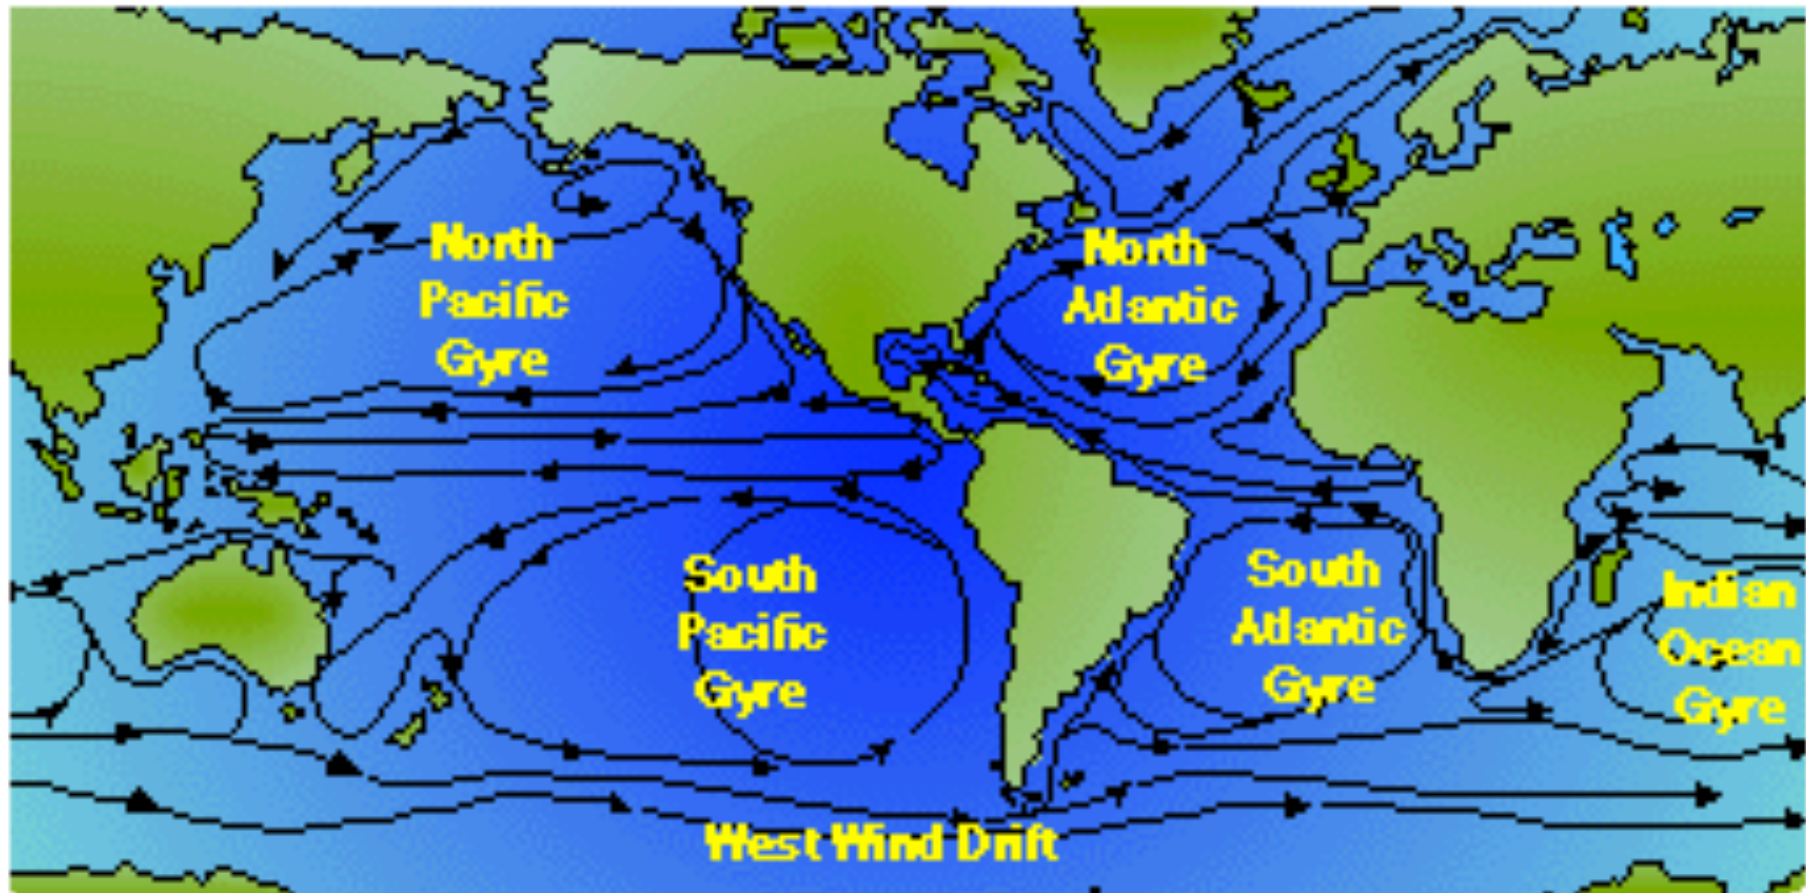 North
Pacific
Gyre
North
Atlantic
Gyre
South
Pacific
Gyre
South
Atlantic
Gyre
Indian
Ocean
Gyre
West Wind Drift